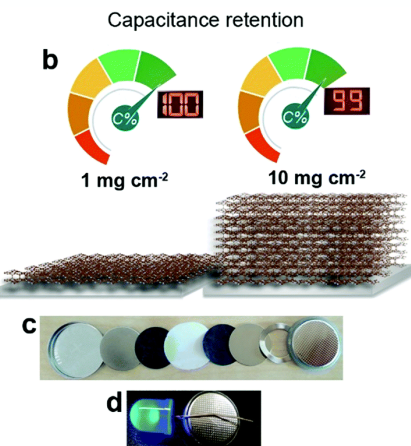 Capacitance retention
b
C%
100
C%
99
1 mg cm⁻²
10 mg cm⁻²
c
d